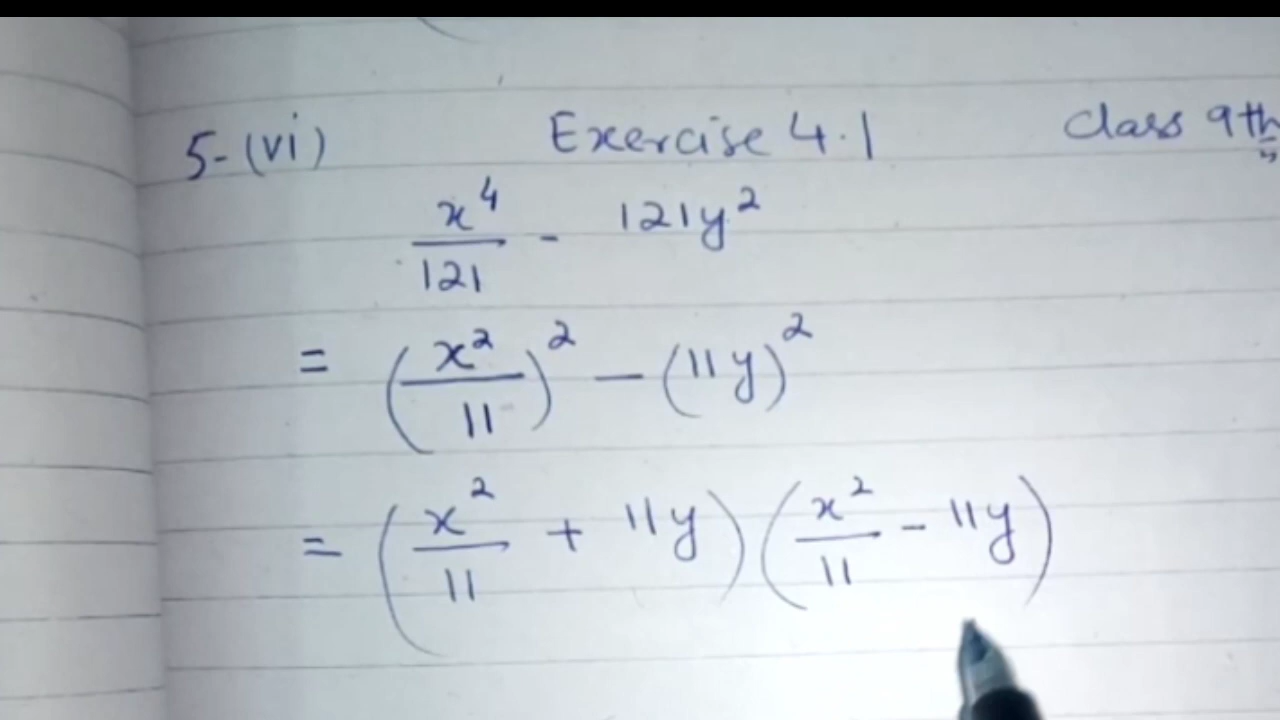 5-(vi) Exercise 4.1 Class 9th
x⁴/121 - 121y²
= (x²/11)² - (11y)²
= (x²/11 + 11y)(x²/11 - 11y)